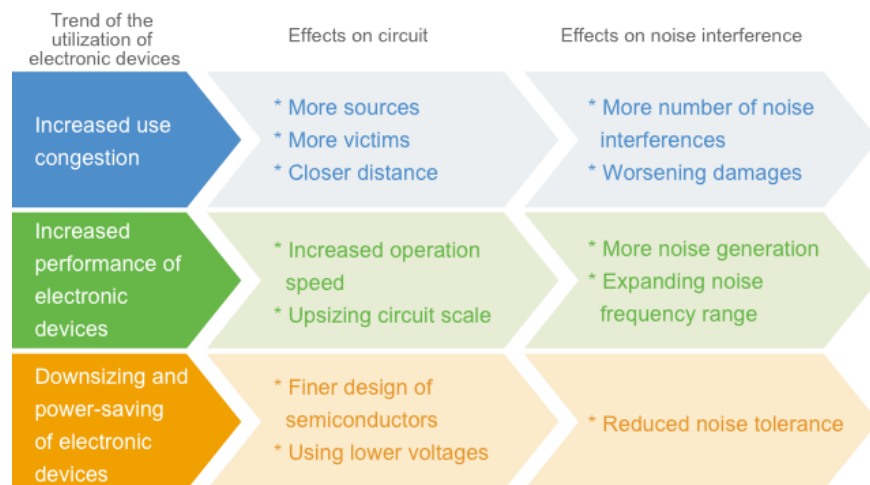 Trend of the
utilization of
electronic devices
Effects on circuit
Effects on noise interference
Increased use
congestion
* More sources
* More victims
* Closer distance
* More number of noise
interferences
* Worsening damages
Increased
performance of
electronic
devices
* Increased operation
speed
* Upsizing circuit scale
* More noise generation
* Expanding noise
frequency range
Downsizing and
power-saving
of electronic
devices
* Finer design of
semiconductors
* Using lower voltages
* Reduced noise tolerance